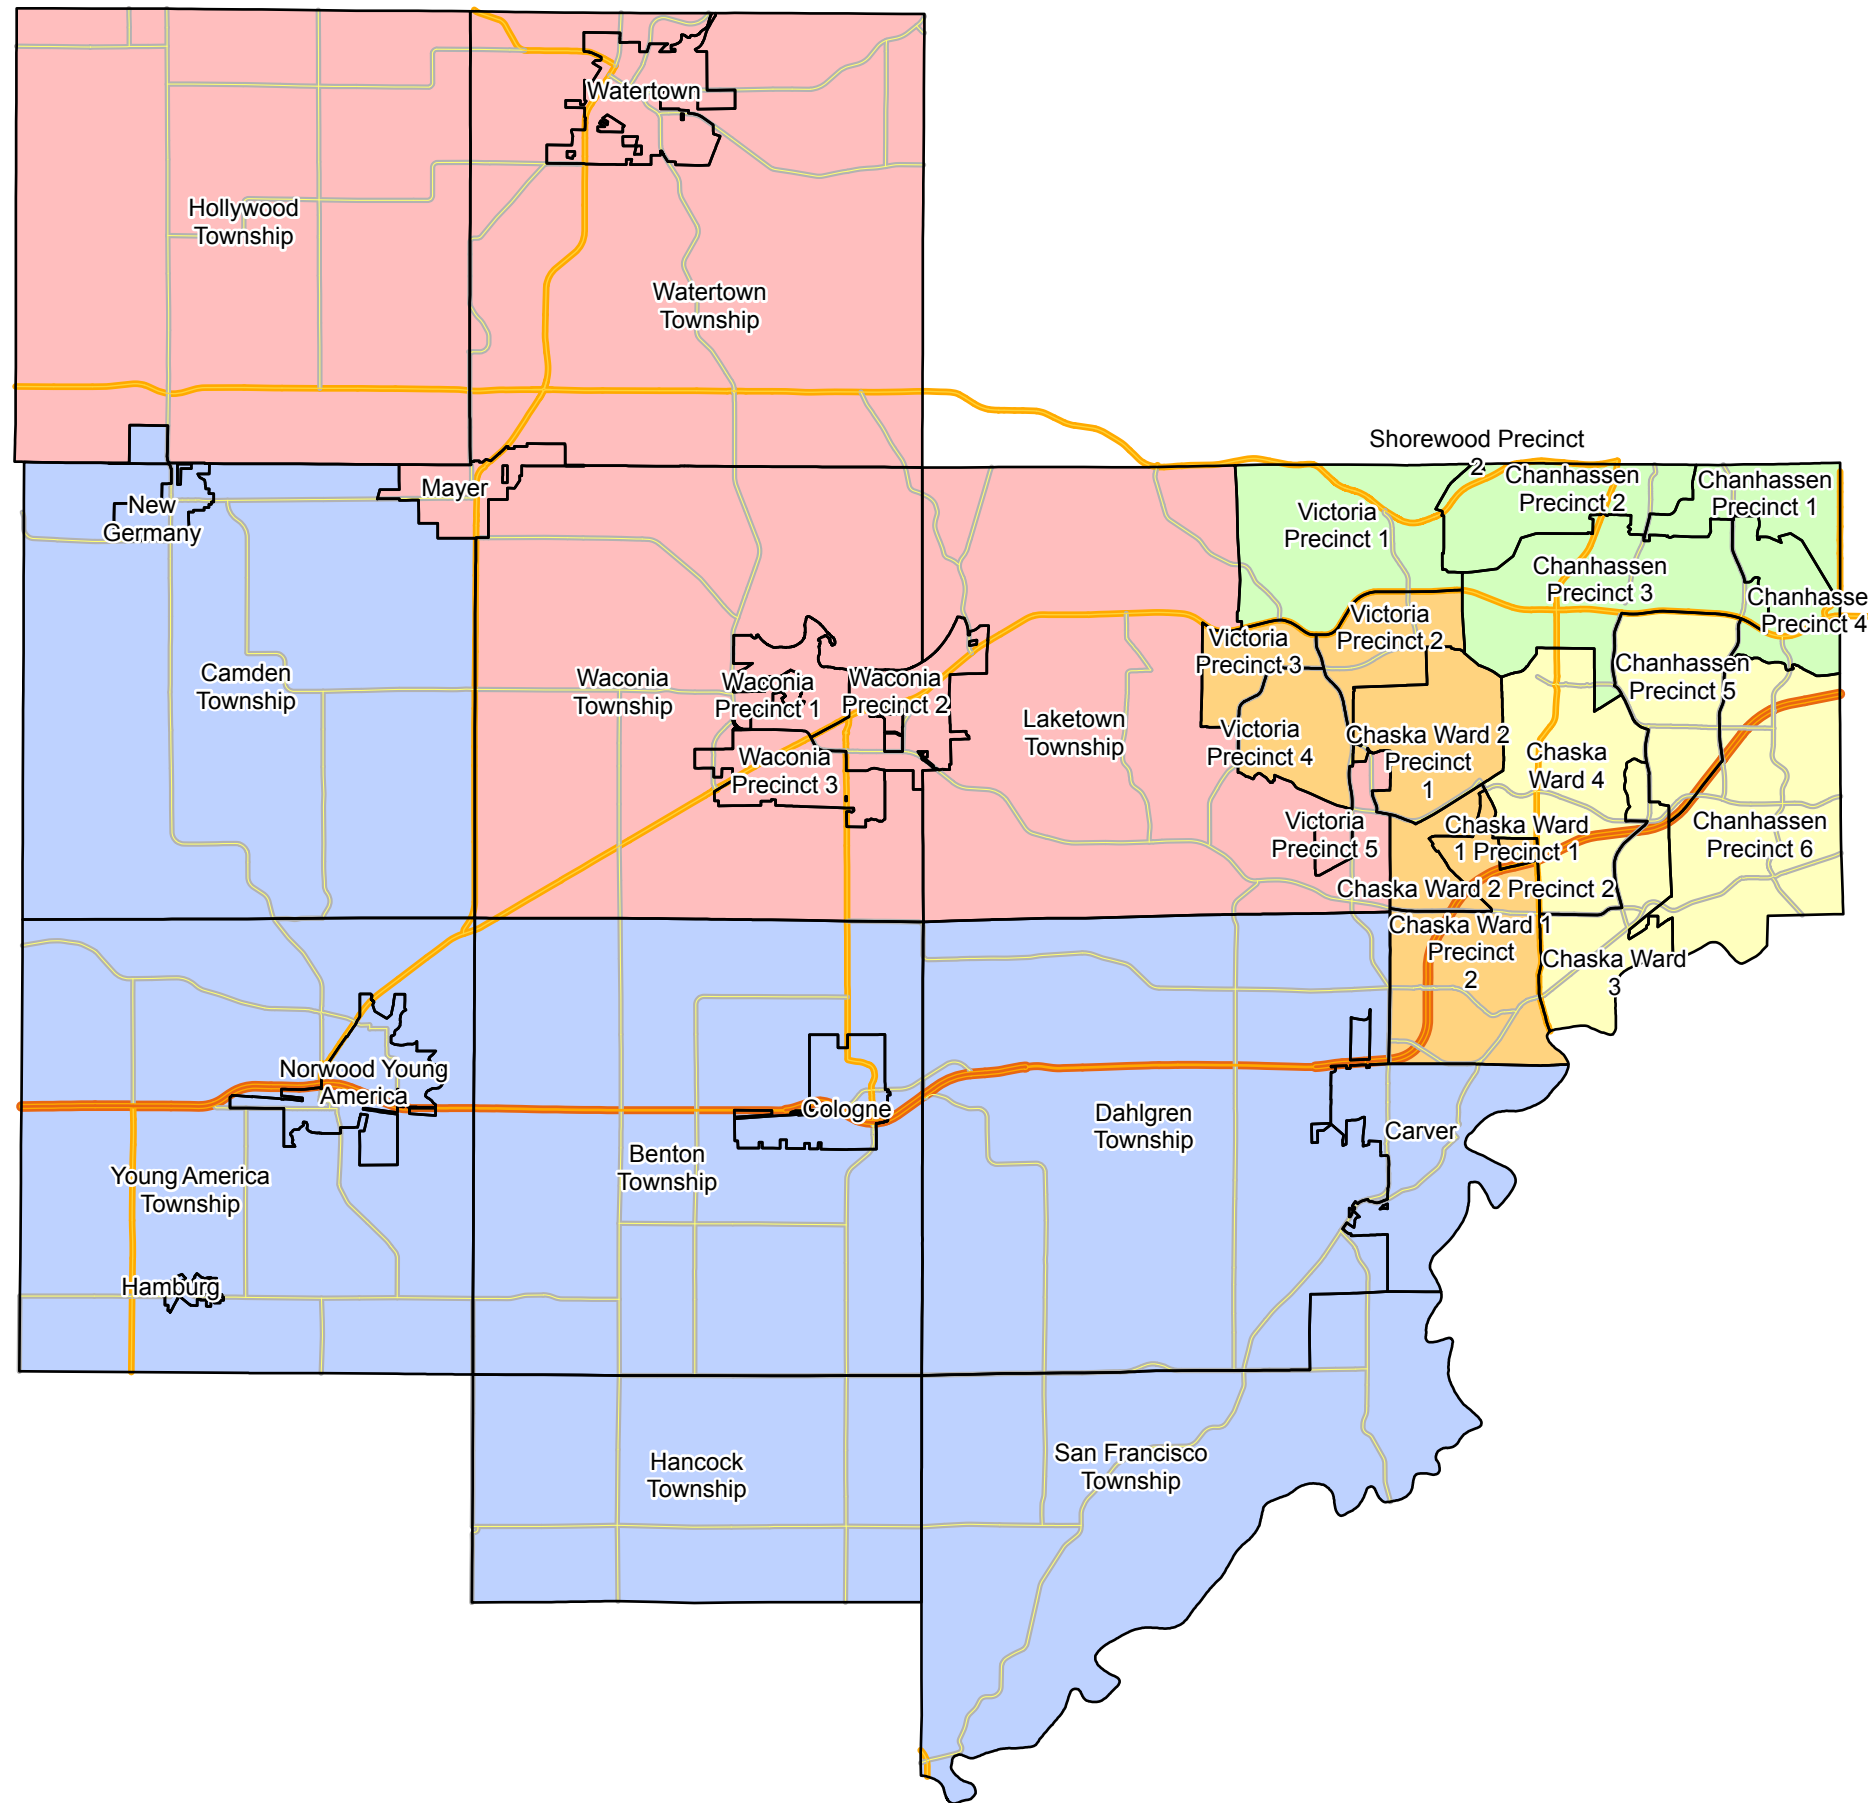 Watertown
Hollywood
Township
Watertown
Township
Shorewood Precinct
2
Chanhassen
Precinct 2
Chanhassen
Precinct 1
Mayer
New
Germany
Victoria
Precinct 1
Chanhassen
Precinct 3
Chanhasse
Precinct 4
Victoria
Precinct 2
Victoria
Precinct 3
Camden
Township
Waconia
Township
Waconia
Precinct 1
Waconia
Precinct 2
Chanhassen
Precinct 5
Laketown
Township
Victoria
Precinct 4
Chaska Ward 2
Precinct
1
Chaska
Ward 4
Waconia
Precinct 3
Victoria
Precinct 5
Chaska Ward
1 Precinct 1
Chanhassen
Precinct 6
Chaska Ward 2 Precinct 2
Chaska Ward 1
Precinct
2
Chaska Ward
3
Norwood Young
America
Cologne
Dahlgren
Township
Carver
Benton
Township
Young America
Township
Hamburg
Hancock
Township
San Francisco
Township